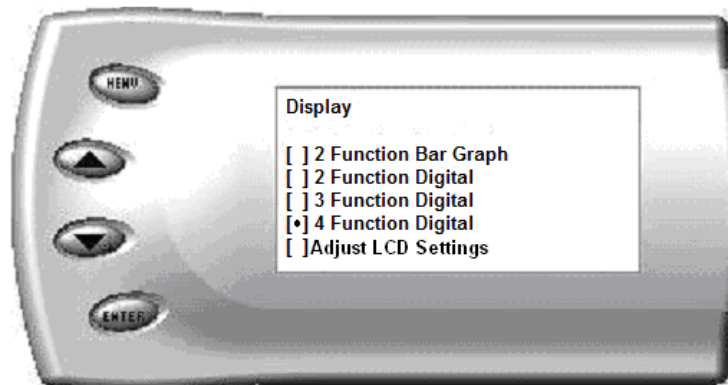 MENU
Display
[ ] 2 Function Bar Graph
[ ] 2 Function Digital
[ ] 3 Function Digital
[•] 4 Function Digital
[ ]Adjust LCD Settings
ENTER